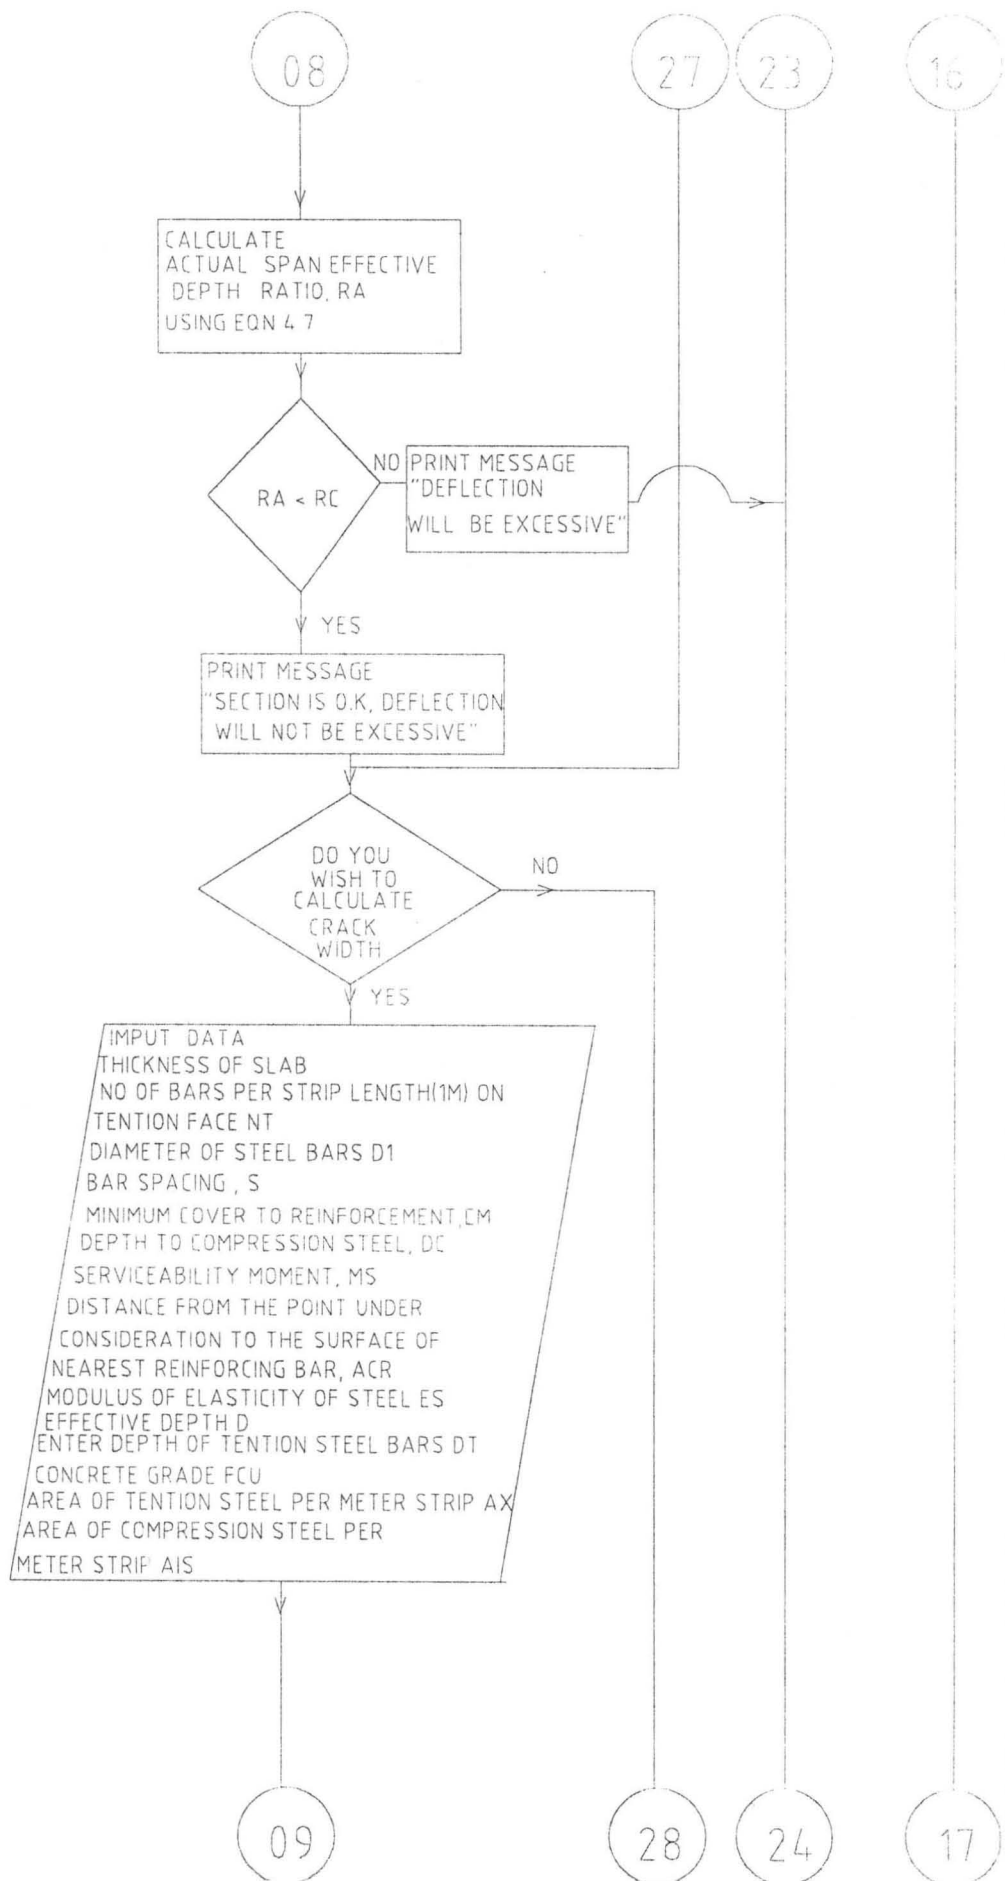 08
27
23
16
CALCULATE
ACTUAL SPAN EFFECTIVE
DEPTH RATIO, RA
USING EQN 4.7
RA < RC
NO
PRINT MESSAGE
"DEFLECTION
WILL BE EXCESSIVE"
YES
PRINT MESSAGE
"SECTION IS O.K, DEFLECTION
WILL NOT BE EXCESSIVE"
DO YOU
WISH TO
CALCULATE
CRACK
WIDTH
NO
YES
IMPUT DATA
THICKNESS OF SLAB
NO OF BARS PER STRIP LENGTH(1M) ON
TENTION FACE NT
DIAMETER OF STEEL BARS D1
BAR SPACING , S
MINIMUM COVER TO REINFORCEMENT,CM
DEPTH TO COMPRESSION STEEL, DC
SERVICEABILITY MOMENT, MS
DISTANCE FROM THE POINT UNDER
CONSIDERATION TO THE SURFACE OF
NEAREST REINFORCING BAR, ACR
MODULUS OF ELASTICITY OF STEEL ES
EFFECTIVE DEPTH D
ENTER DEPTH OF TENTION STEEL BARS DT
CONCRETE GRADE FCU
AREA OF TENTION STEEL PER METER STRIP AX
AREA OF COMPRESSION STEEL PER
METER STRIP AIS
09
28
24
17